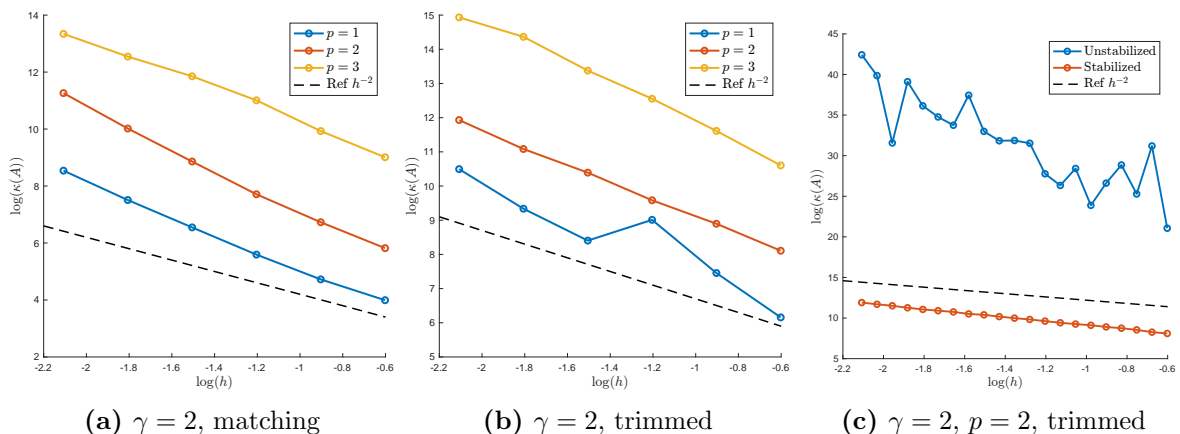 14
12
10
8
6
4
2
-2.2 -2 -1.8 -1.6 -1.4 -1.2 -1 -0.8 -0.6
log(h)
log(κ(A))
p = 1
p = 2
p = 3
Ref h⁻²
(a) γ = 2, matching
15
14
13
12
11
10
9
8
7
6
5
-2.2 -2 -1.8 -1.6 -1.4 -1.2 -1 -0.8 -0.6
log(h)
log(κ(A))
p = 1
p = 2
p = 3
Ref h⁻²
(b) γ = 2, trimmed
45
40
35
30
25
20
15
10
5
-2.2 -2 -1.8 -1.6 -1.4 -1.2 -1 -0.8 -0.6
log(h)
log(κ(A))
Unstabilized
Stabilized
Ref h⁻²
(c) γ = 2, p = 2, trimmed